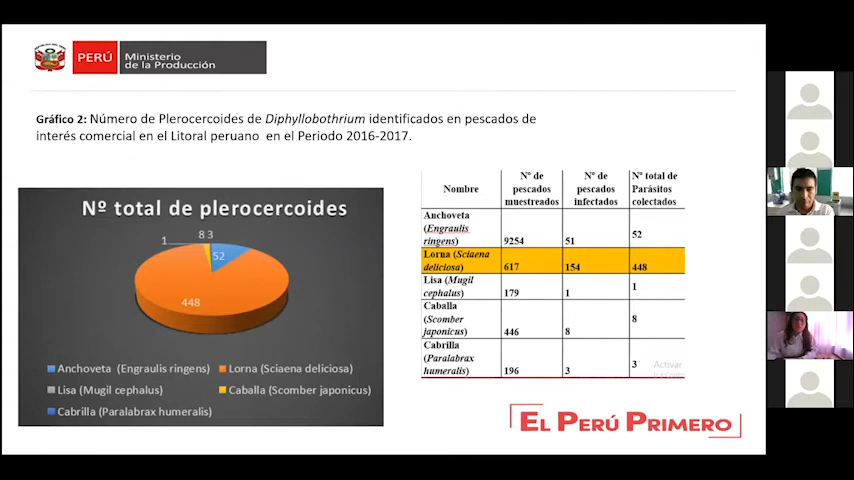 PERÚ
Ministerio
de la Producción
Gráfico 2: Número de Plerocercoides de Diphyllobothrium identificados en pescados de
interés comercial en el Litoral peruano en el Periodo 2016-2017.
Nº total de plerocercoides
1
8
3
52
448
Anchoveta (Engraulis ringens)
Lorna (Sciaena deliciosa)
Lisa (Mugil cephalus)
Caballa (Scomber japonicus)
Cabrilla (Paralabrax humeralis)
Nombre
Nº de
pescados
muestreados
Nº de
pescados
infectados
Nº total de
Parásitos
colectados
Anchoveta
(Engraulis
ringens)
9254
51
52
Lorna (Sciaena
deliciosa)
617
154
448
Lisa (Mugil
cephalus)
179
1
1
Caballa
(Scomber
japonicus)
446
8
8
Cabrilla
(Paralabrax
humeralis)
196
3
3
Activar
EL PERÚ PRIMERO